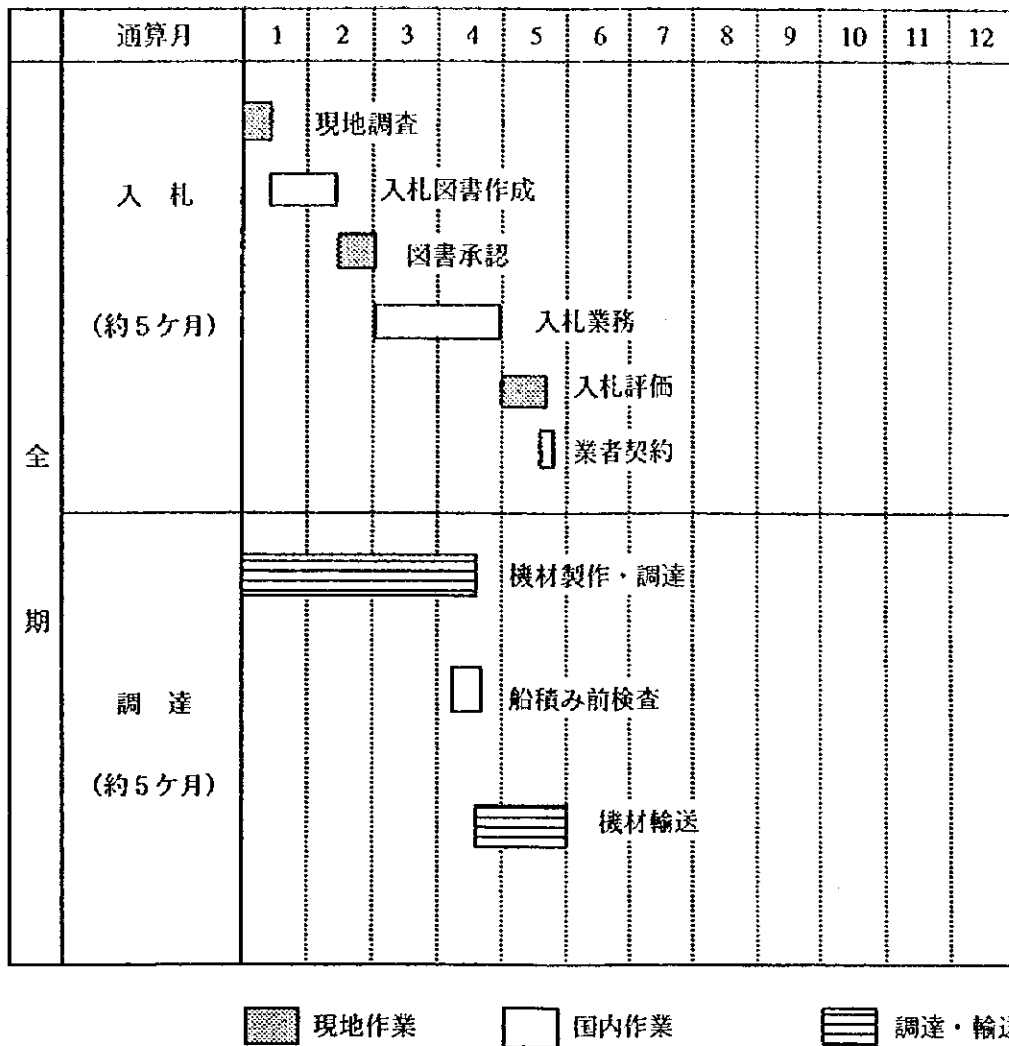 通算月 1 2 3 4 5 6 7 8 9 10 11 12
現地調査
入札
入札図書作成
図書承認
(約5ケ月)
入札業務
入札評価
全
業者契約
機材製作・調達
期
調達
船積み前検査
(約5ケ月)
機材輸送
現地作業 国内作業 調達・輸送